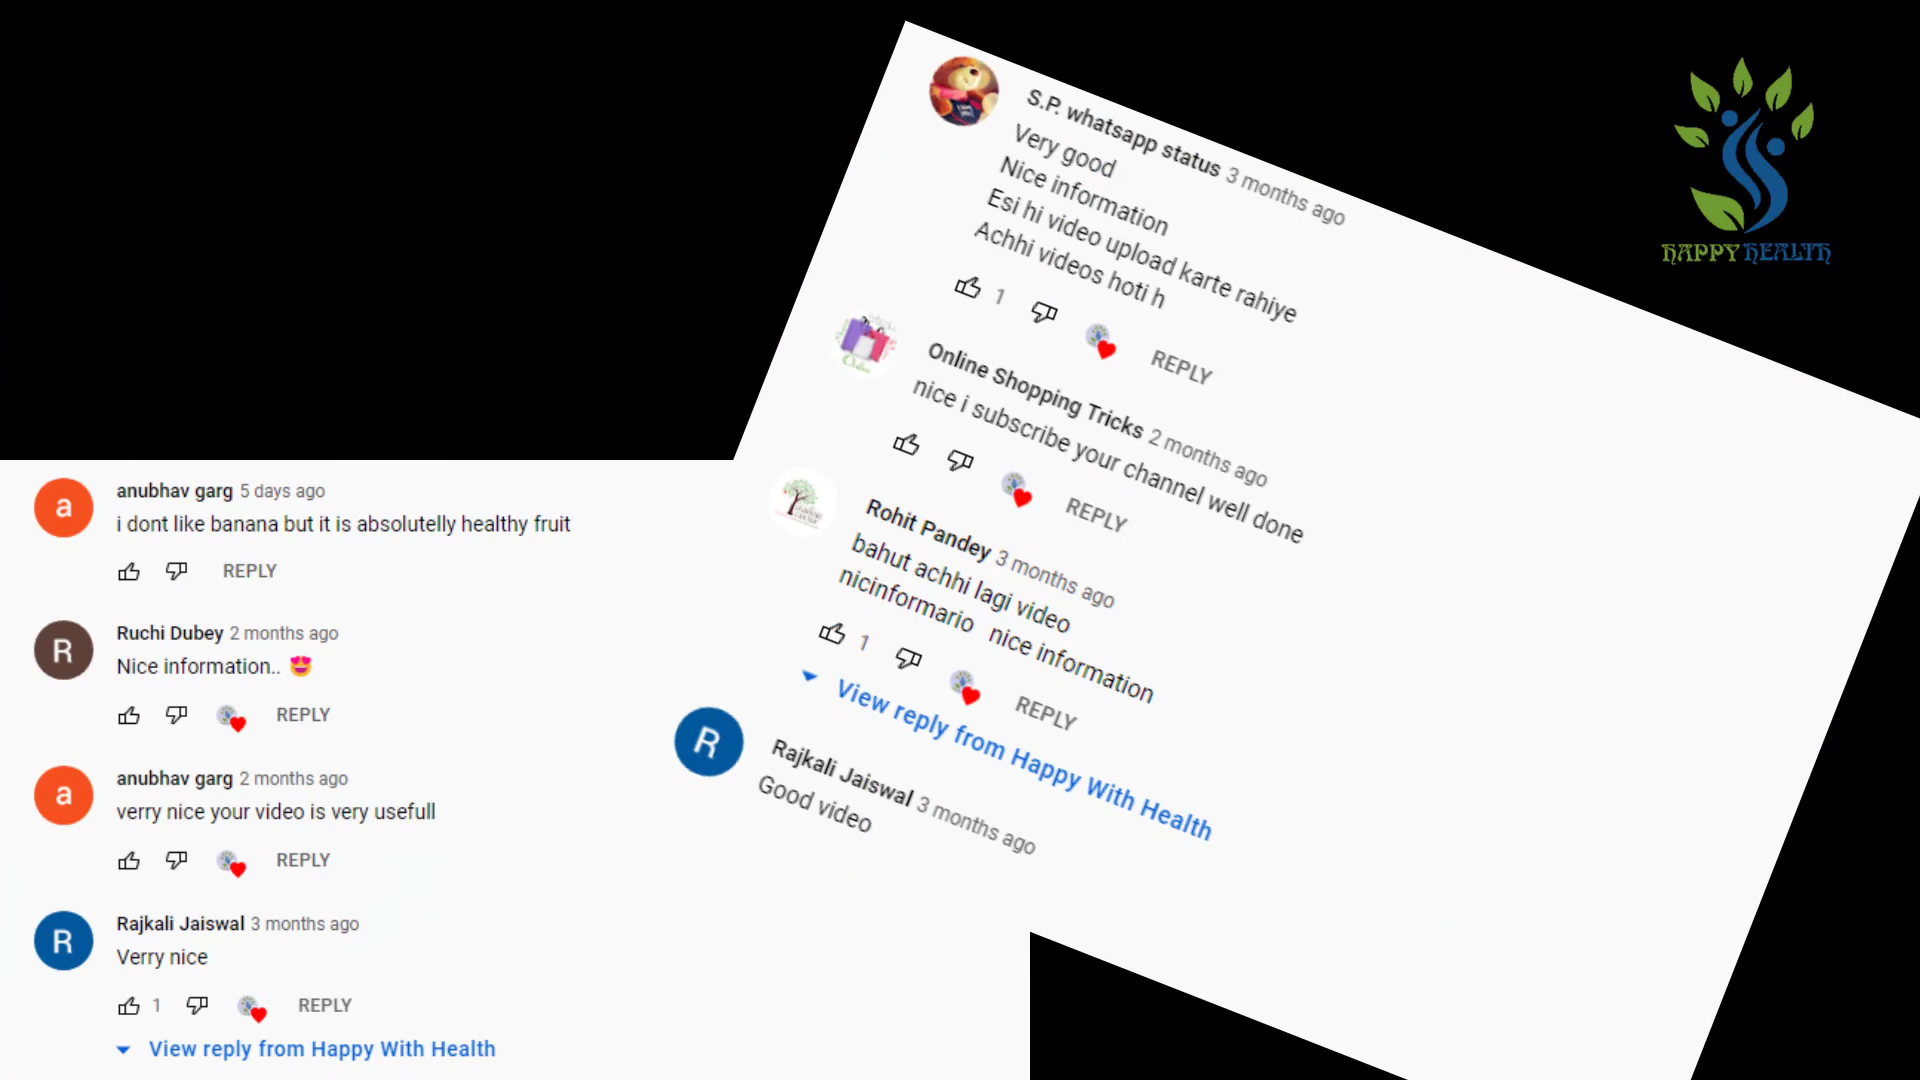 S.P. whatsapp status 3 months ago
Very good
Nice information
Esi hi video upload karte rahiye
Achhi videos hoti h
1 REPLY
Online Shopping Tricks 2 months ago
nice i subscribe your channel well done
REPLY
Rohit Pandey 3 months ago
bahut achhi lagi video
nicinformario nice information
1 REPLY
View reply from Happy With Health
R
Rajkali Jaiswal 3 months ago
Good video
HAPPY HEALTH
a
anubhav garg 5 days ago
i dont like banana but it is absolutelly healthy fruit
REPLY
R
Ruchi Dubey 2 months ago
Nice information.. 😍
REPLY
a
anubhav garg 2 months ago
verry nice your video is very usefull
REPLY
R
Rajkali Jaiswal 3 months ago
Verry nice
1 REPLY
View reply from Happy With Health